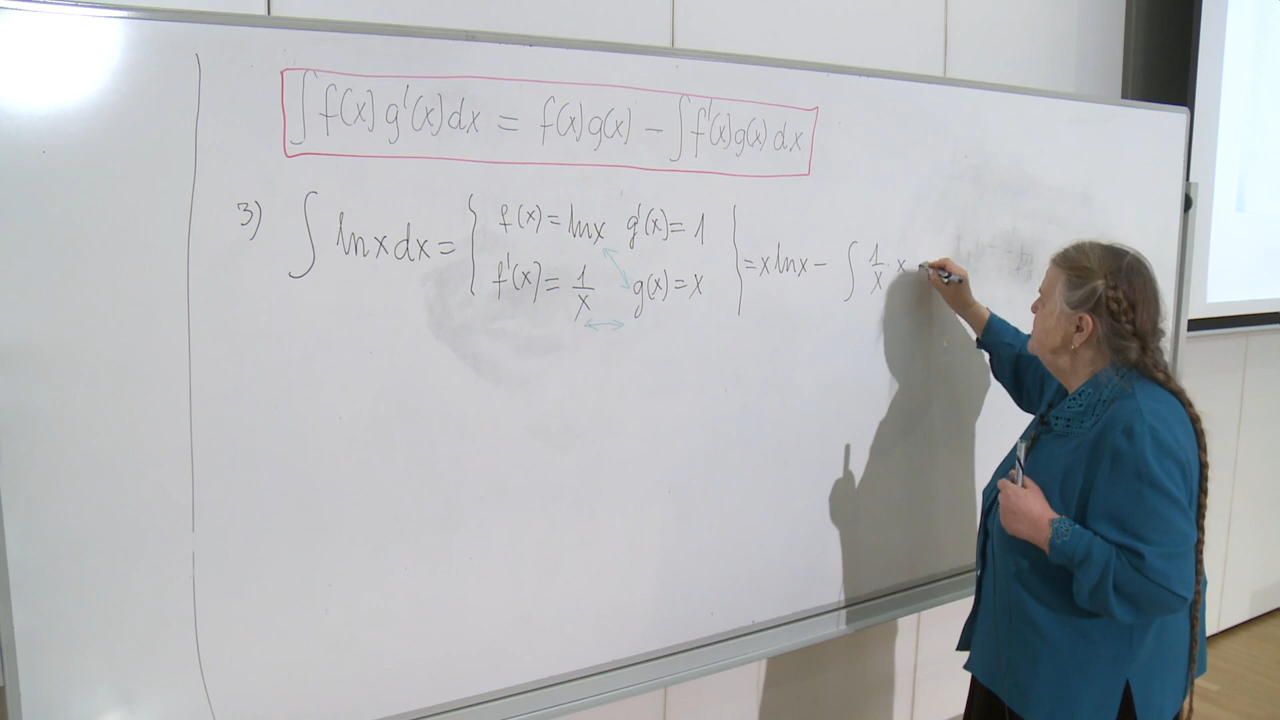 ∫ f(x) g'(x) dx = f(x) g(x) − ∫ f'(x) g(x) dx
3) ∫ ln x dx = { f(x) = ln x g'(x) = 1
f'(x) = 1/x g(x) = x } = x ln x − ∫ 1/x · x